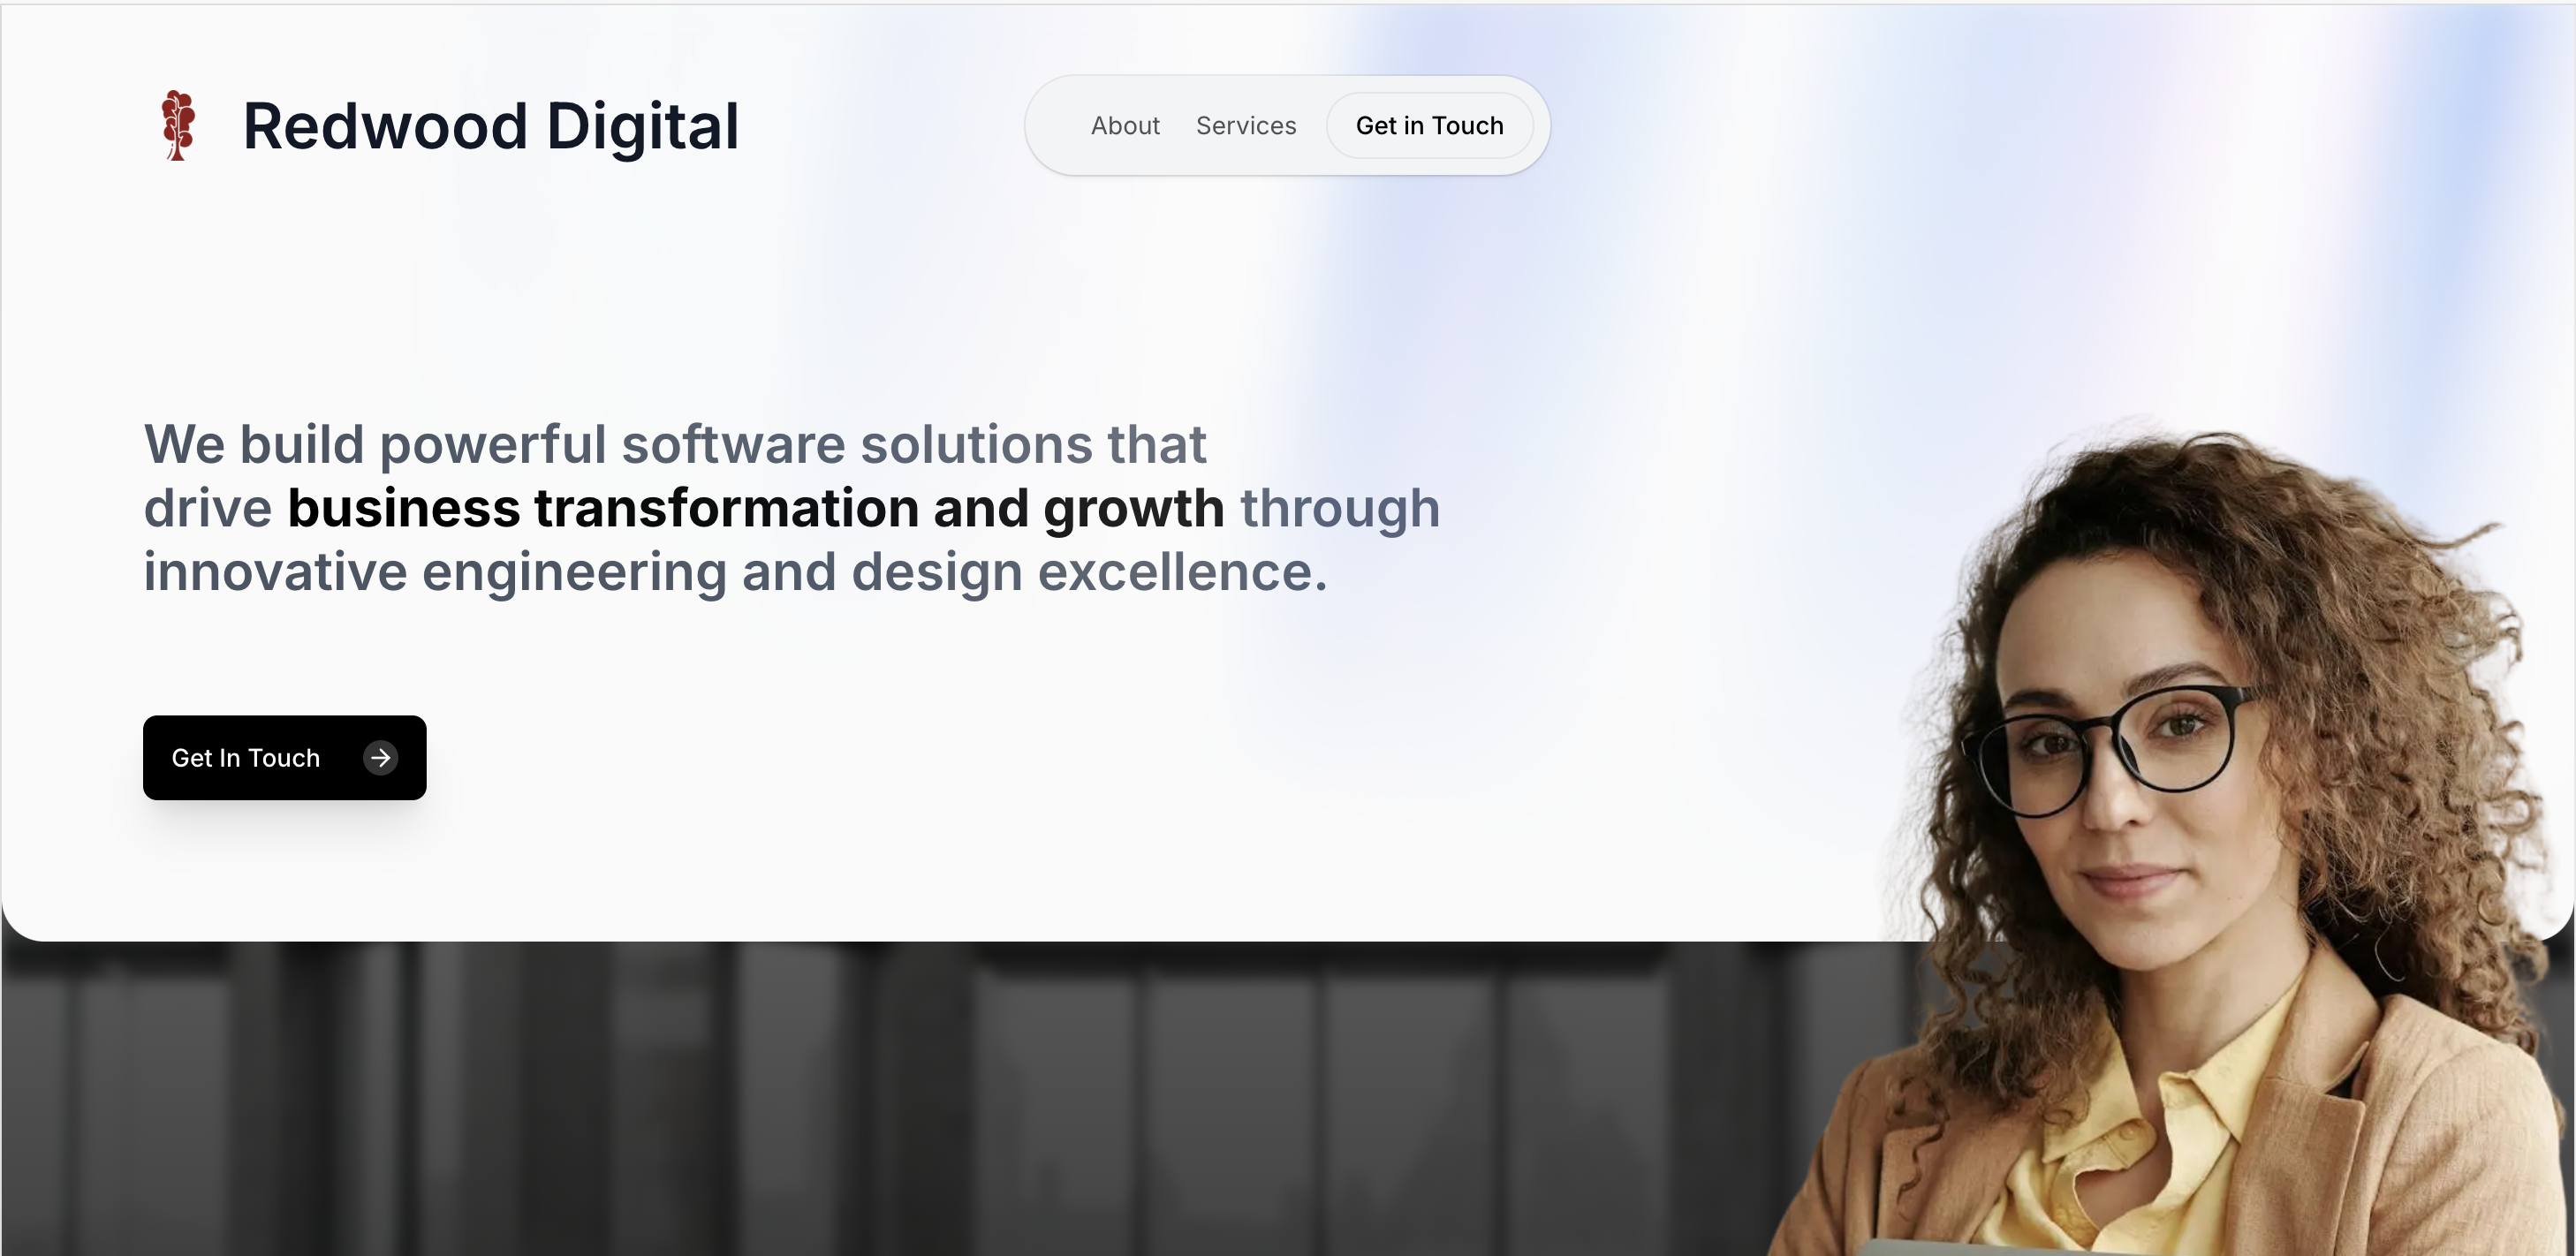 Redwood Digital
About Services Get in Touch
We build powerful software solutions that
drive business transformation and growth through
innovative engineering and design excellence.
Get In Touch